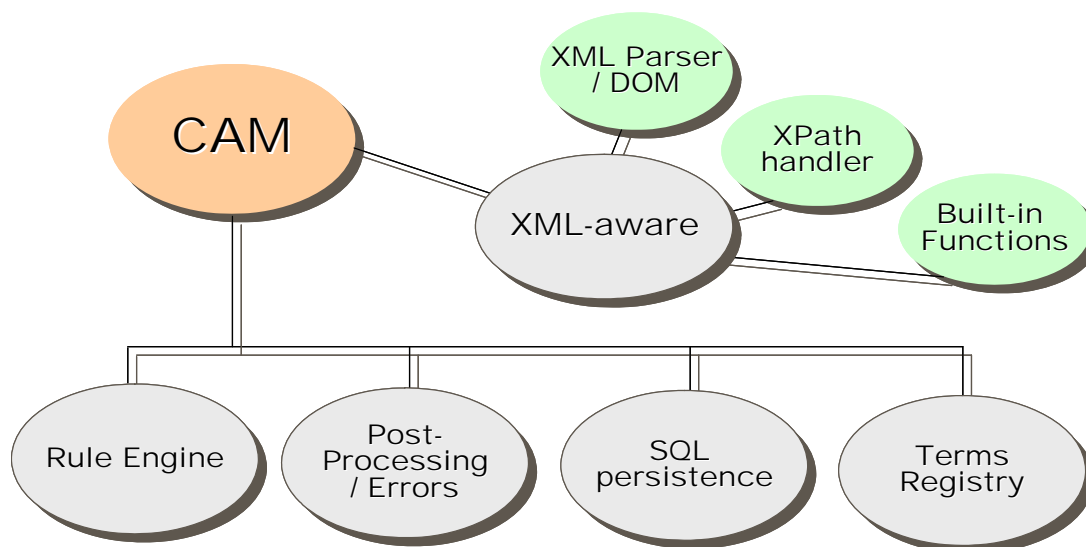 CAM
XML Parser
/ DOM
XPath
handler
XML-aware
Built-in
Functions
Rule Engine
Post-
Processing
/ Errors
SQL
persistence
Terms
Registry